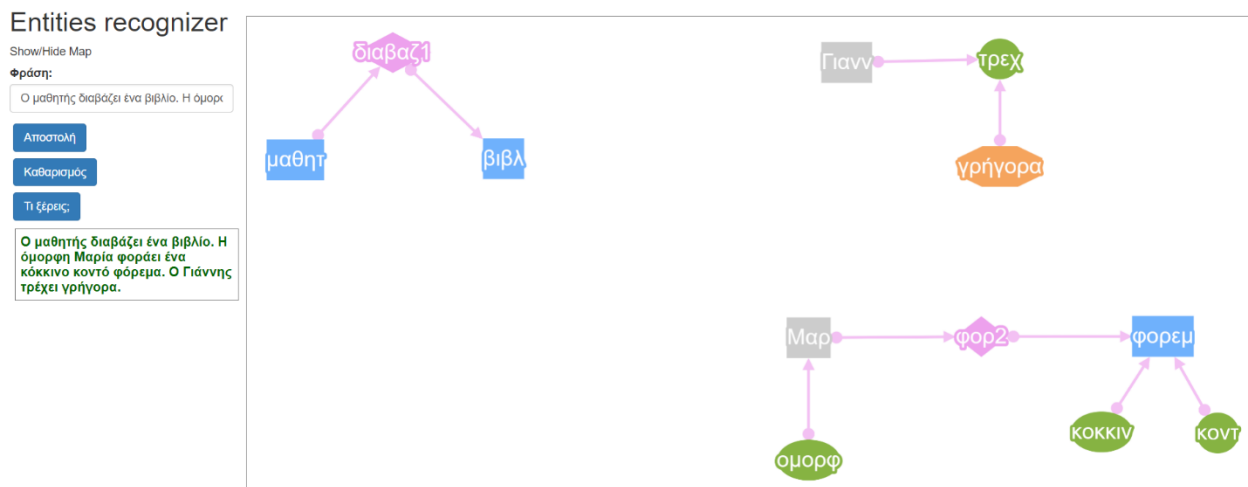 Entities recognizer
Show/Hide Map
Φράση:
Ο μαθητής διαβάζει ένα βιβλίο. Η όμορφ
Αποστολή
Καθαρισμός
Τι ξέρεις;
Ο μαθητής διαβάζει ένα βιβλίο. Η
όμορφη Μαρία φοράει ένα
κόκκινο κοντό φόρεμα. Ο Γιάννης
τρέχει γρήγορα.
διαβαζ1
μαθητ
βιβλ
Γιανν
τρεχ
γρήγορα
Μαρ
φορ2
φορεμ
ομορφ
κοκκιν
κοντ